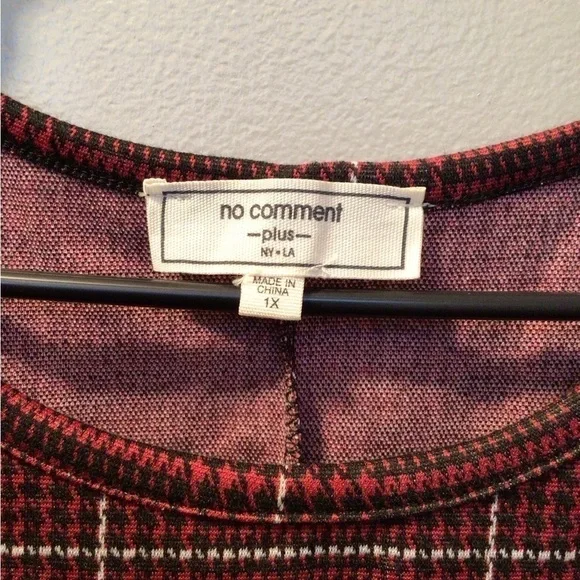 no comment
—plus—
NY • LA
MADE IN
CHINA
1X